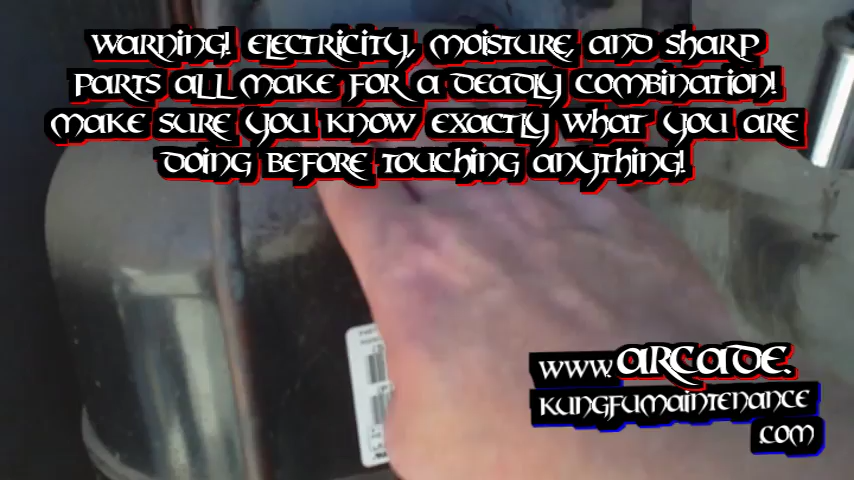 WARNING! ELECTRICITY, MOISTURE, AND SHARP
PARTS ALL MAKE FOR A DEADLY COMBINATION!
MAKE SURE YOU KNOW EXACTLY WHAT YOU ARE
DOING BEFORE TOUCHING ANYTHING!
WWW.ARCADE.
KUNGFUMAINTENANCE
.COM